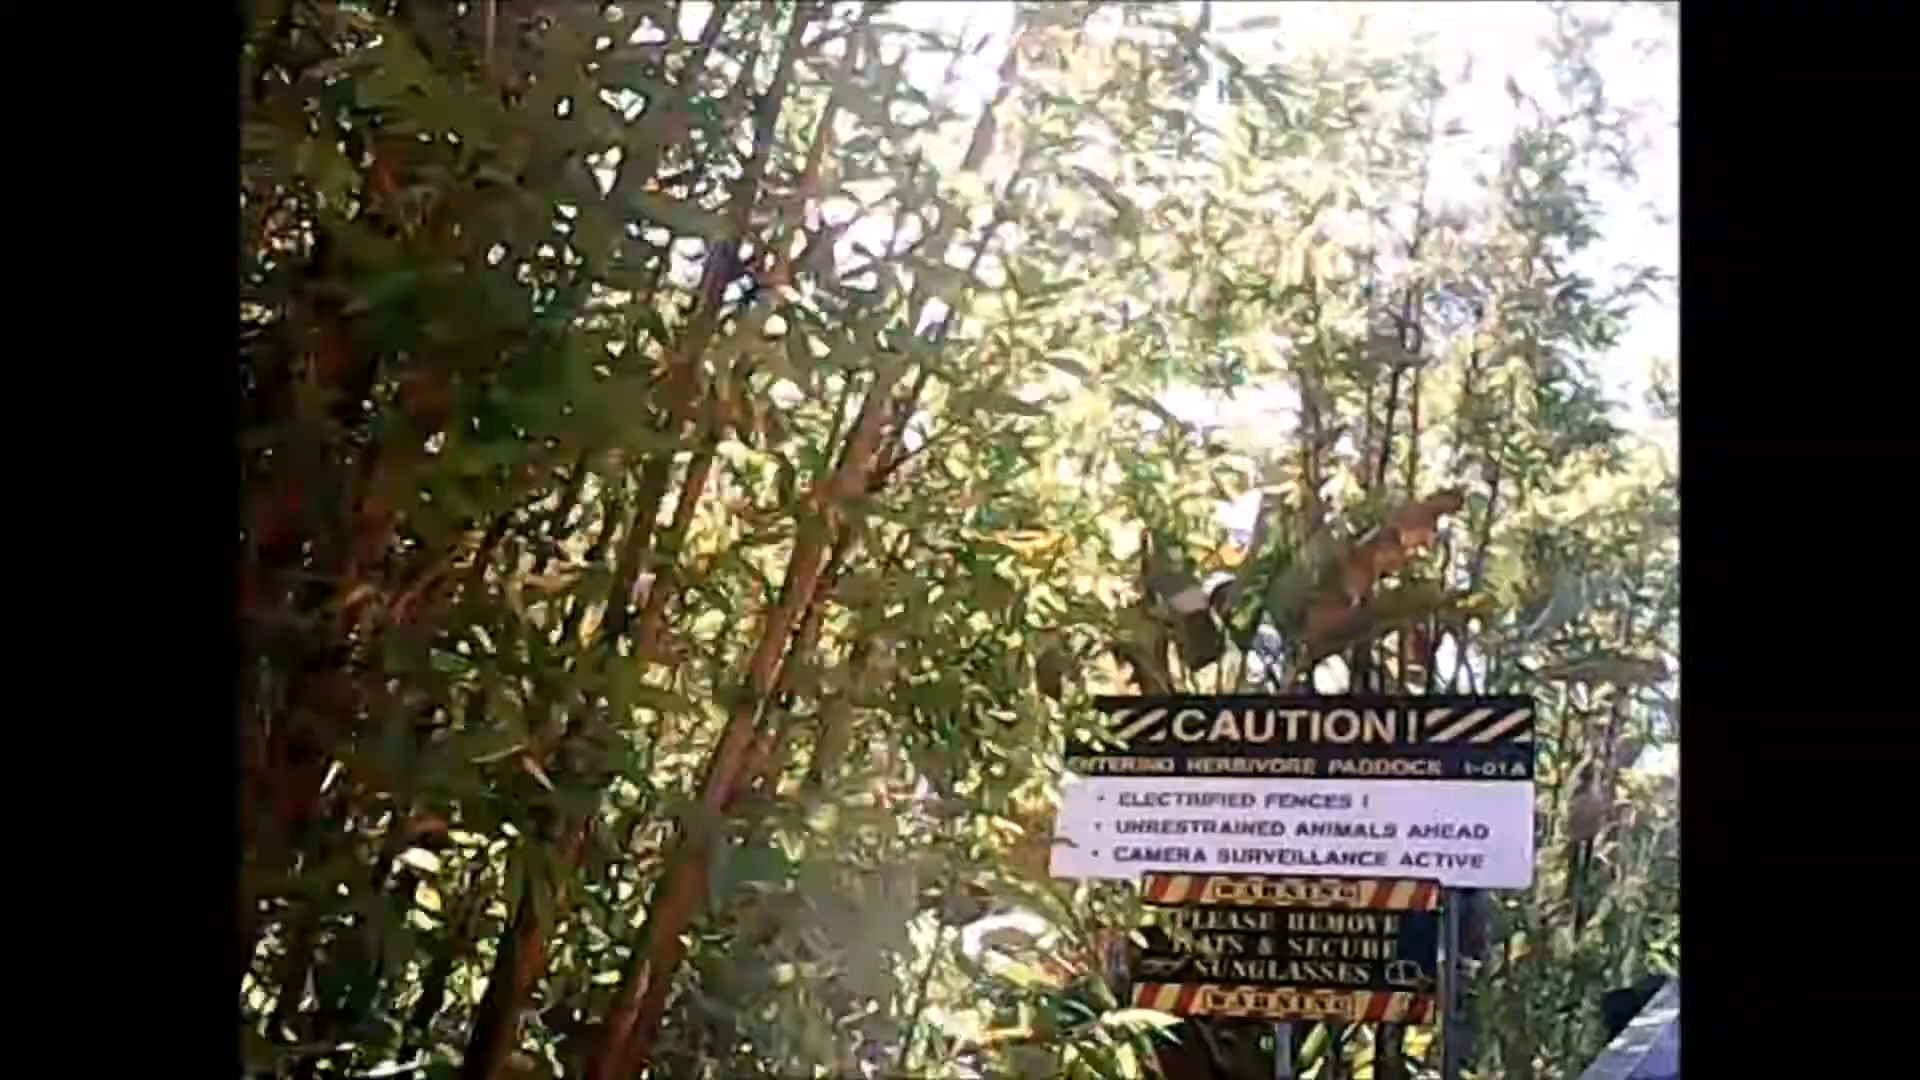 CAUTION!
ENTERING HERBIVORE PADDOCK 1-01A
• ELECTRIFIED FENCES !
• UNRESTRAINED ANIMALS AHEAD
• CAMERA SURVEILLANCE ACTIVE
WARNING
PLEASE REMOVE
HATS & SECURE
SUNGLASSES
WARNING